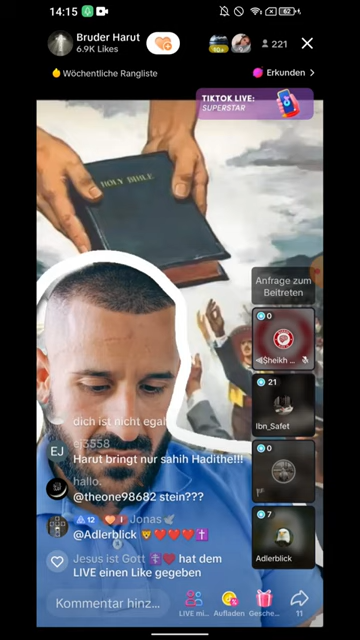 14:15
62
Bruder Harut
6.9K Likes
221
Wöchentliche Rangliste
Erkunden
TIKTOK LIVE:
SUPERSTAR
HOLY BIBLE
Anfrage zum
Beitreten
0
$heikh ...
21
Ibn_Safet
0
7
Adlerblick
dich ist nicht egal
EJ
ej3558
Harut bringt nur sahih Hadithe!!!
hallo.
@theone98682 stein???
12 I Jonas
@Adlerblick
Jesus ist Gott hat dem
LIVE einen Like gegeben
Kommentar hinz...
LIVE mi...
Aufladen
Gesche...
11